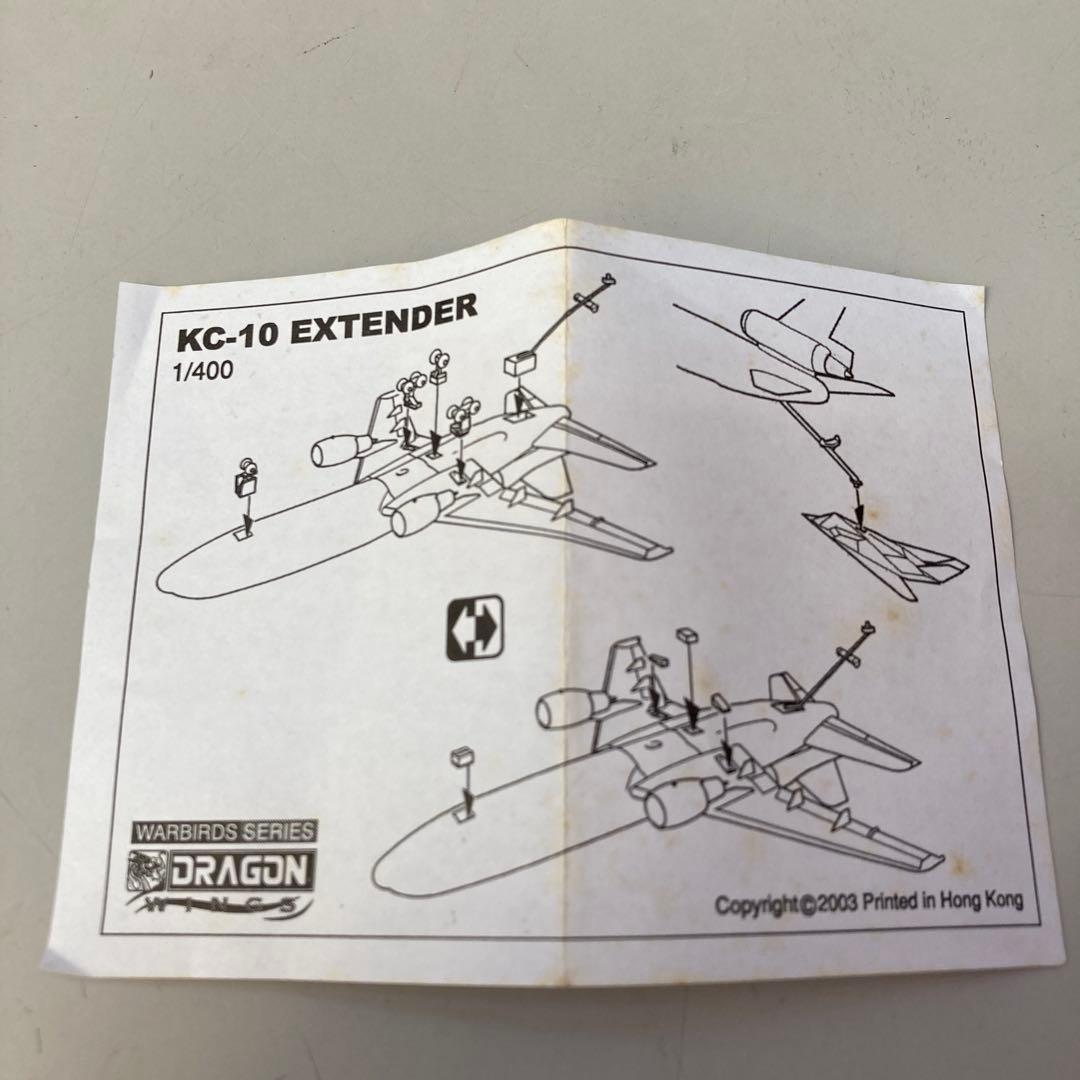 KC-10 EXTENDER
1/400
WARBIRDS SERIES
DRAGON
WINGS
Copyright©2003 Printed in Hong Kong